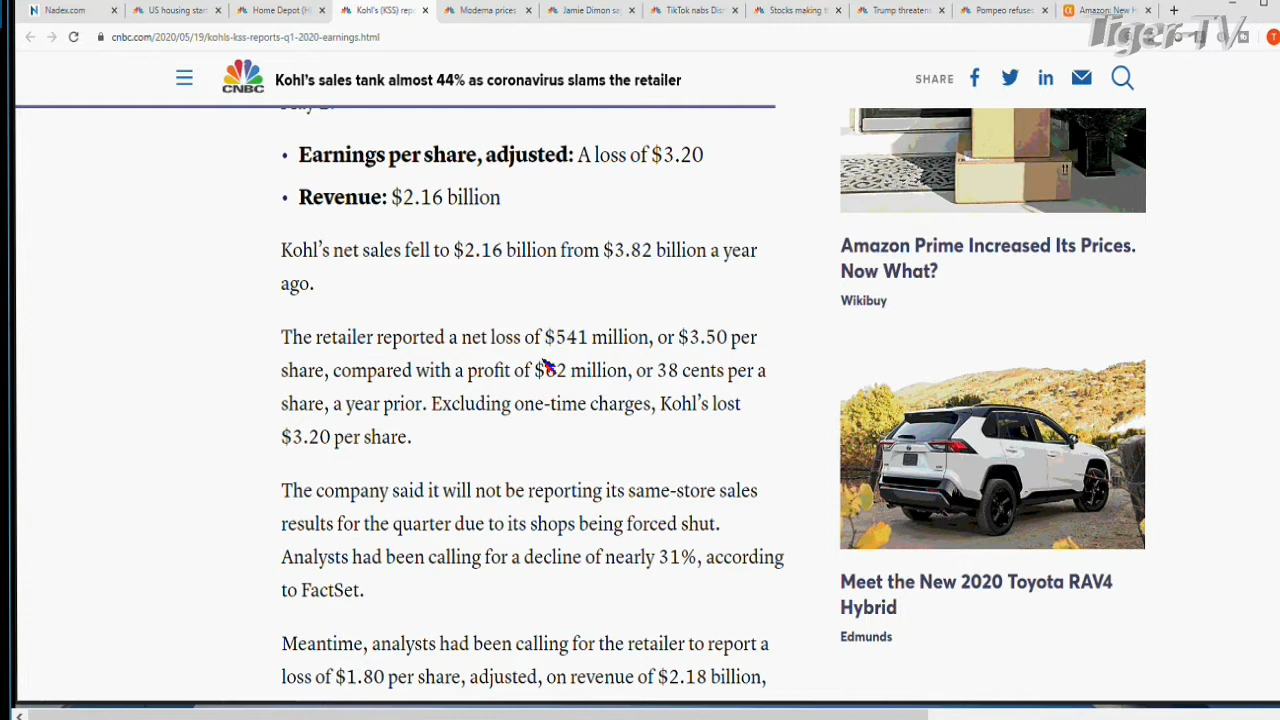 Nadex.com
US housing star
Home Depot (H
Kohl's (KSS) rep
Moderna prices
Jamie Dimon sa
TikTok nabs Dis
Stocks making t
Trump threaten
Pompeo refuses
Amazon: New H
cnbc.com/2020/05/19/kohls-kss-reports-q1-2020-earnings.html
Tiger-TV
T
CNBC
Kohl's sales tank almost 44% as coronavirus slams the retailer
SHARE
• Earnings per share, adjusted: A loss of $3.20
• Revenue: $2.16 billion
Kohl's net sales fell to $2.16 billion from $3.82 billion a year
ago.
The retailer reported a net loss of $541 million, or $3.50 per
share, compared with a profit of $62 million, or 38 cents per a
share, a year prior. Excluding one-time charges, Kohl's lost
$3.20 per share.
The company said it will not be reporting its same-store sales
results for the quarter due to its shops being forced shut.
Analysts had been calling for a decline of nearly 31%, according
to FactSet.
Meantime, analysts had been calling for the retailer to report a
loss of $1.80 per share, adjusted, on revenue of $2.18 billion,
Amazon Prime Increased Its Prices.
Now What?
Wikibuy
Meet the New 2020 Toyota RAV4
Hybrid
Edmunds